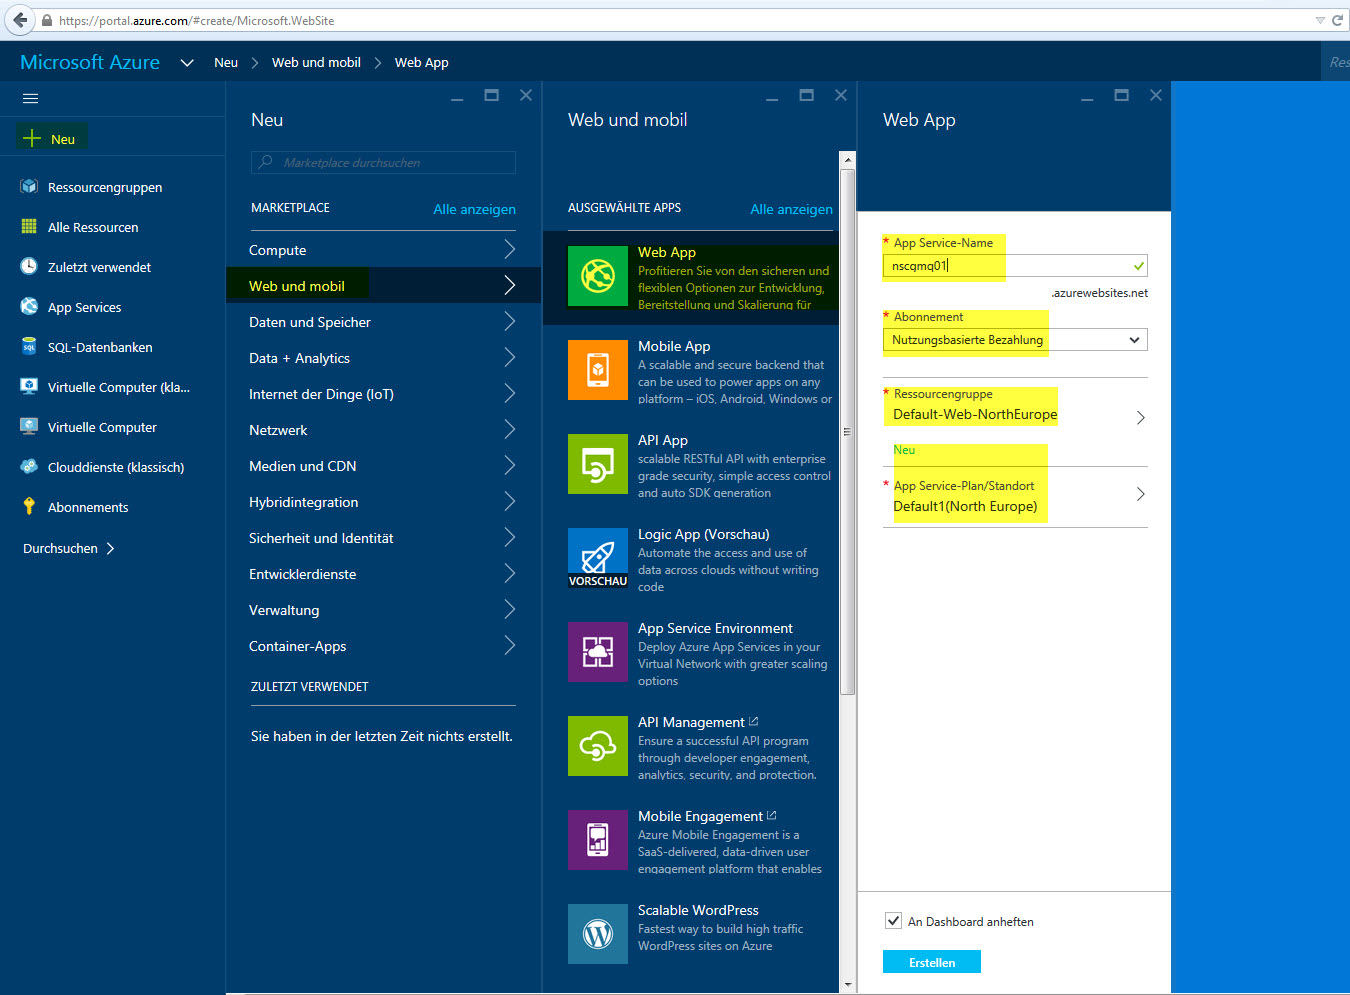 https://portal.azure.com/#create/Microsoft.WebSite
Microsoft Azure
Neu
Web und mobil
Web App
Res
Neu
Ressourcengruppen
Alle Ressourcen
Zuletzt verwendet
App Services
SQL-Datenbanken
Virtuelle Computer (kla...
Virtuelle Computer
Clouddienste (klassisch)
Abonnements
Durchsuchen
Neu
Marketplace durchsuchen
MARKETPLACE
Alle anzeigen
Compute
Web und mobil
Daten und Speicher
Data + Analytics
Internet der Dinge (IoT)
Netzwerk
Medien und CDN
Hybridintegration
Sicherheit und Identität
Entwicklerdienste
Verwaltung
Container-Apps
ZULETZT VERWENDET
Sie haben in der letzten Zeit nichts erstellt.
Web und mobil
AUSGEWÄHLTE APPS
Alle anzeigen
Web App
Profitieren Sie von den sicheren und
flexiblen Optionen zur Entwicklung,
Bereitstellung und Skalierung für
Mobile App
A scalable and secure backend that
can be used to power apps on any
platform – iOS, Android, Windows or
API App
scalable RESTful API with enterprise
grade security, simple access control
and auto SDK generation
VORSCHAU
Logic App (Vorschau)
Automate the access and use of
data across clouds without writing
code
App Service Environment
Deploy Azure App Services in your
Virtual Network with greater scaling
options
API Management
Ensure a successful API program
through developer engagement,
analytics, security, and protection.
Mobile Engagement
Azure Mobile Engagement is a
SaaS-delivered, data-driven user
engagement platform that enables
Scalable WordPress
Fastest way to build high traffic
WordPress sites on Azure
Web App
* App Service-Name
nscgmq01
.azurewebsites.net
* Abonnement
Nutzungsbasierte Bezahlung
* Ressourcengruppe
Default-Web-NorthEurope
Neu
* App Service-Plan/Standort
Default1(North Europe)
An Dashboard anheften
Erstellen